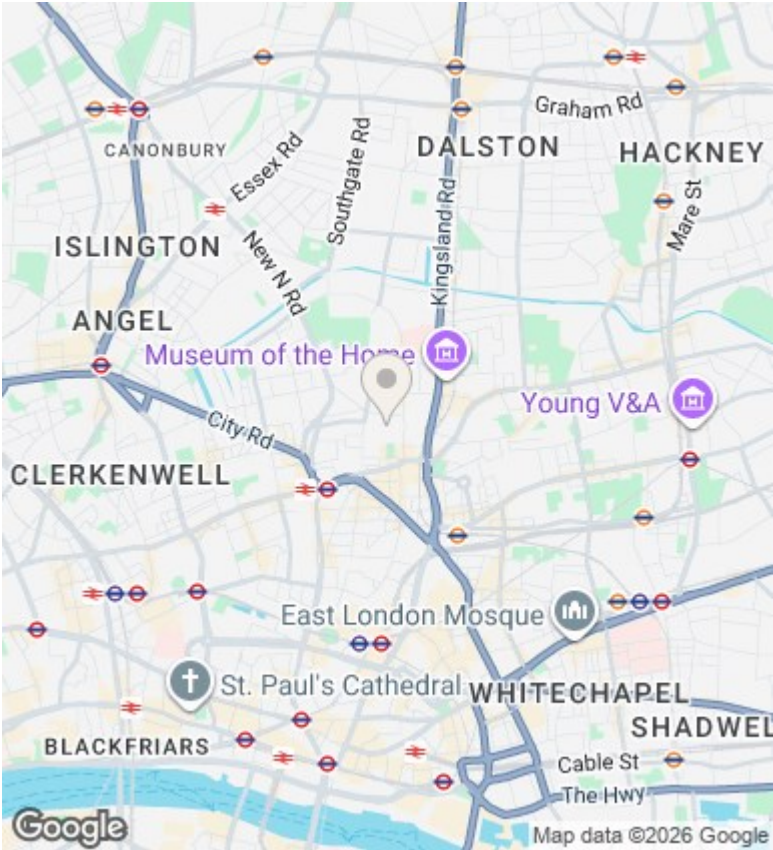 Graham Rd
DALSTON
HACKNEY
CANONBURY
Essex Rd
Southgate Rd
Mare St
Kingsland Rd
ISLINGTON
New N Rd
ANGEL
Museum of the Home
Young V&A
City Rd
CLERKENWELL
East London Mosque
St. Paul's Cathedral
WHITECHAPEL
SHADWEL
BLACKFRIARS
Cable St
The Hwy
Google
Map data ©2026 Google